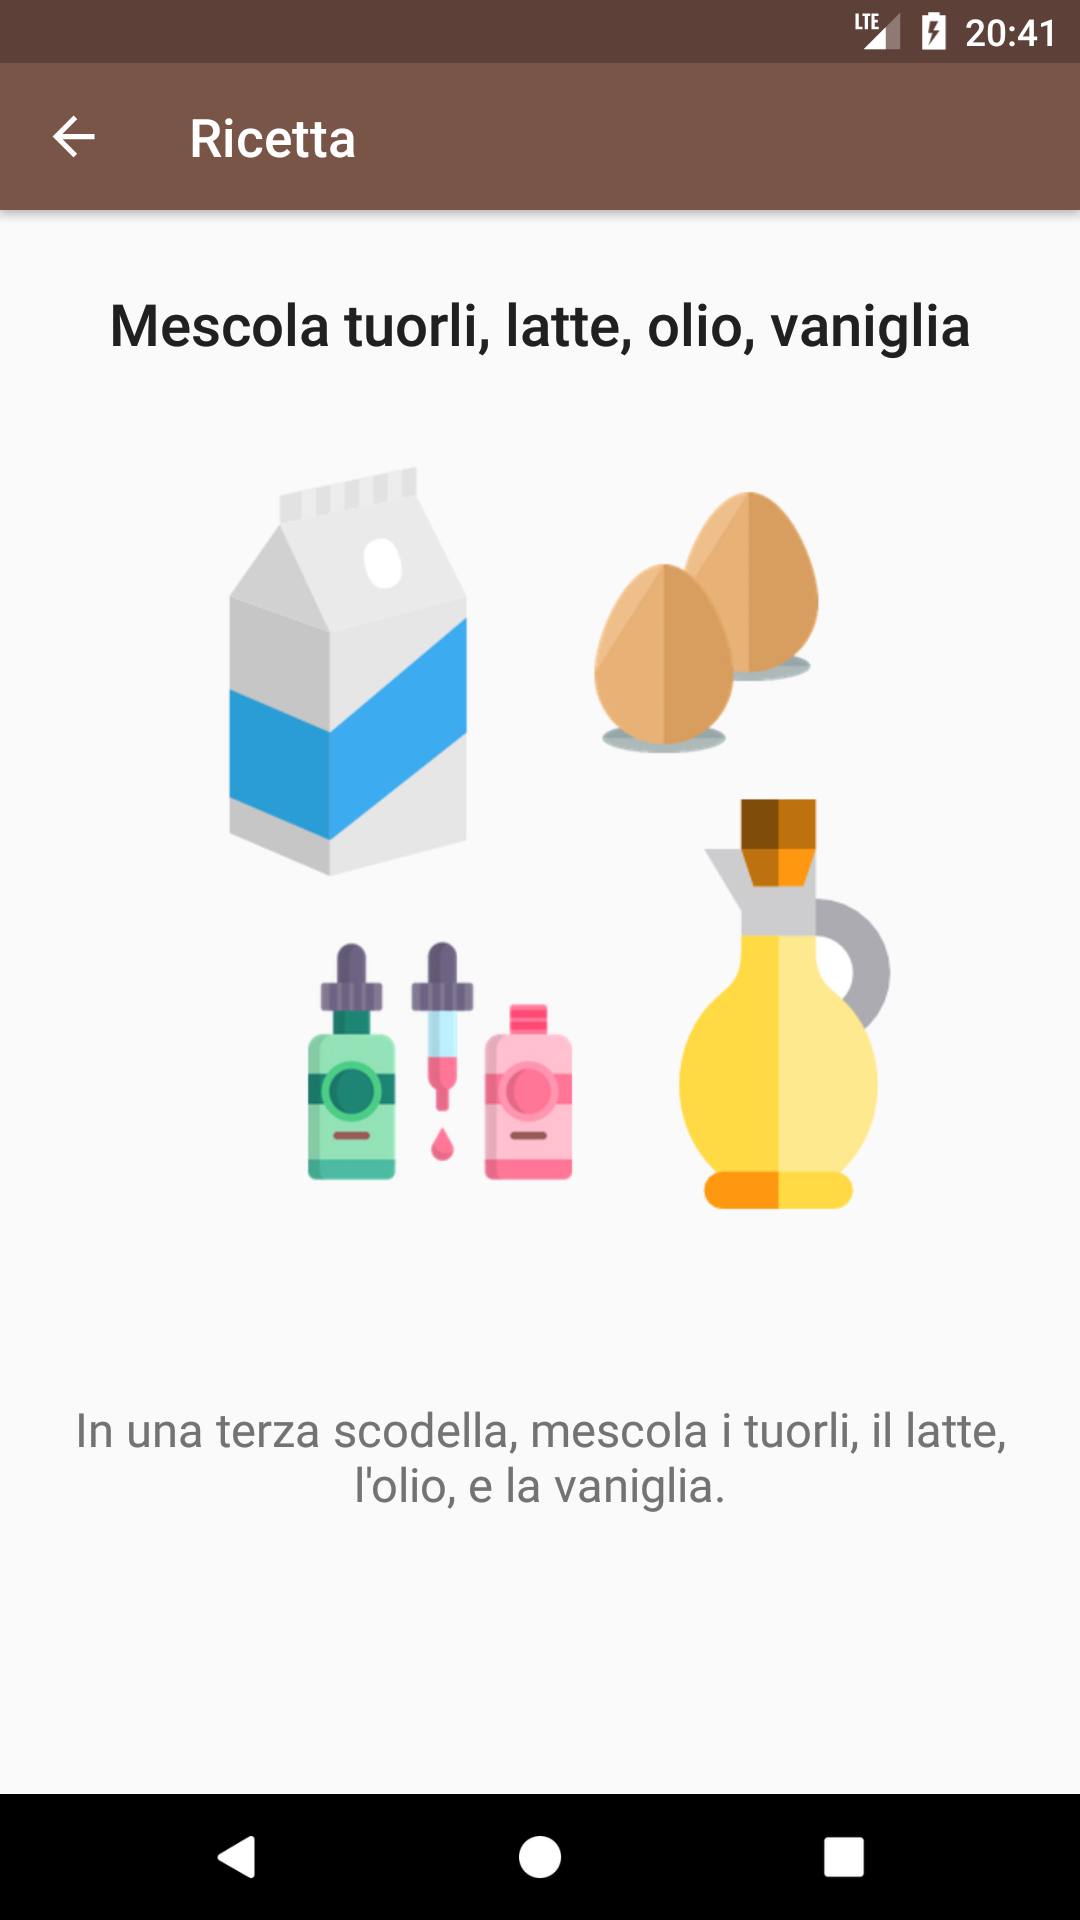 LTE 20:41
Ricetta
Mescola tuorli, latte, olio, vaniglia
In una terza scodella, mescola i tuorli, il latte,
l'olio, e la vaniglia.